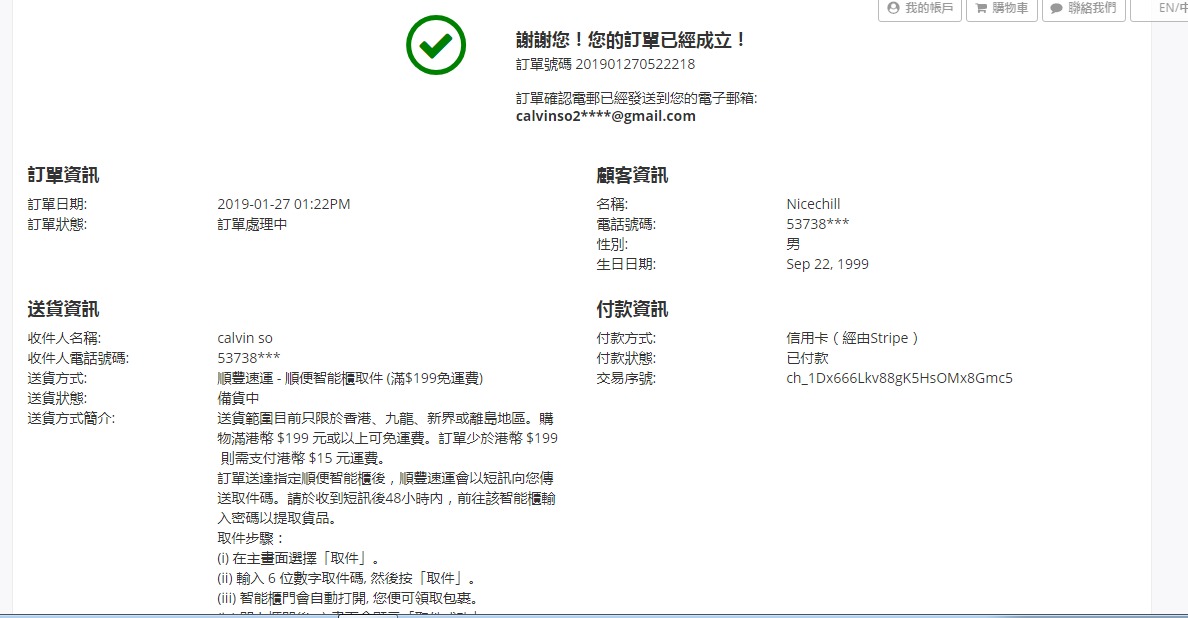 我的帳戶
購物車
聯絡我們
EN/中
謝謝您！您的訂單已經成立！
訂單號碼 201901270522218
訂單確認電郵已經發送到您的電子郵箱:
calvinso2****@gmail.com
訂單資訊
訂單日期: 2019-01-27 01:22PM
訂單狀態: 訂單處理中
顧客資訊
名稱: Nicechill
電話號碼: 53738***
性別: 男
生日日期: Sep 22, 1999
送貨資訊
收件人名稱: calvin so
收件人電話號碼: 53738***
送貨方式: 順豐速運 - 順便智能櫃取件 (滿$199免運費)
送貨狀態: 備貨中
送貨方式簡介: 送貨範圍目前只限於香港、九龍、新界或離島地區。購
物滿港幣 $199 元或以上可免運費。訂單少於港幣 $199
則需支付港幣 $15 元運費。
訂單送達指定順便智能櫃後，順豐速運會以短訊向您傳
送取件碼。請於收到短訊後48小時內，前往該智能櫃輸
入密碼以提取貨品。
取件步驟：
(i) 在主畫面選擇「取件」。
(ii) 輸入 6 位數字取件碼, 然後按「取件」。
(iii) 智能櫃門會自動打開, 您便可領取包裹。
付款資訊
付款方式: 信用卡（經由Stripe）
付款狀態: 已付款
交易序號: ch_1Dx666Lkv88gK5HsOMx8Gmc5